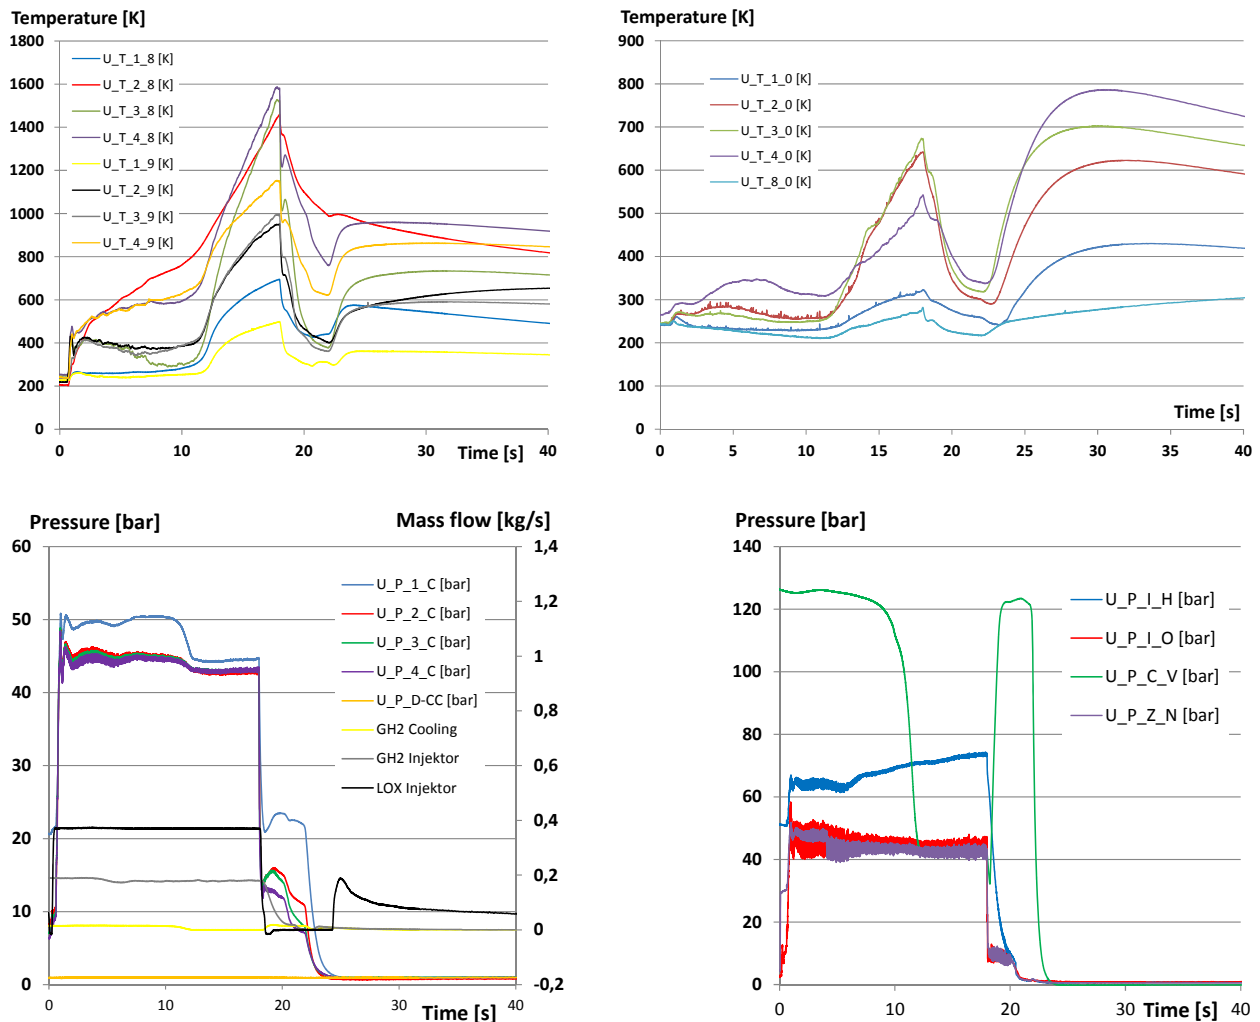 Temperature [K]
1800
1600
1400
1200
1000
800
600
400
200
0
U_T_1_8 [K]
U_T_2_8 [K]
U_T_3_8 [K]
U_T_4_8 [K]
U_T_1_9 [K]
U_T_2_9 [K]
U_T_3_9 [K]
U_T_4_9 [K]
0 10 20 30 40
Time [s]
Temperature [K]
900
800
700
600
500
400
300
200
100
0
U_T_1_0 [K]
U_T_2_0 [K]
U_T_3_0 [K]
U_T_4_0 [K]
U_T_8_0 [K]
Time [s]
0 5 10 15 20 25 30 35 40
Pressure [bar]
Mass flow [kg/s]
60
50
40
30
20
10
0
1,4
1,2
1
0,8
0,6
0,4
0,2
0
-0,2
U_P_1_C [bar]
U_P_2_C [bar]
U_P_3_C [bar]
U_P_4_C [bar]
U_P_D-CC [bar]
GH2 Cooling
GH2 Injektor
LOX Injektor
0 10 20 30 40
Time [s]
Pressure [bar]
140
120
100
80
60
40
20
0
U_P_I_H [bar]
U_P_I_O [bar]
U_P_C_V [bar]
U_P_Z_N [bar]
0 10 20 30 40
Time [s]